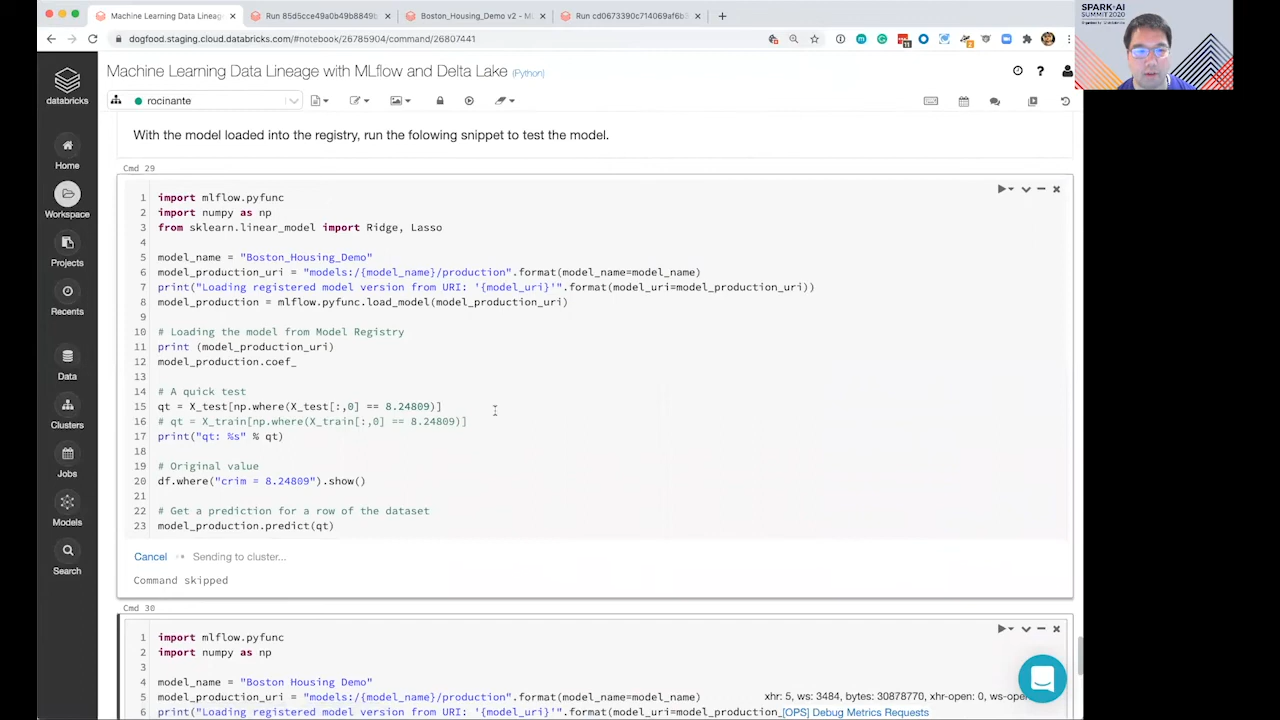 Machine Learning Data Lineage
Run 85d5cce49a0b49b8849b
Boston_Housing_Demo v2 - ML
Run cd0673390c714069af6b
dogfood.staging.cloud.databricks.com/#notebook/
SPARK+AI
SUMMIT 2020
databricks
Machine Learning Data Lineage with MLflow and Delta Lake (Python)
rocinante
Home
Workspace
Projects
Recents
Data
Clusters
Jobs
Models
Search
With the model loaded into the registry, run the folowing snippet to test the model.
Cmd 29
1 import mlflow.pyfunc
2 import numpy as np
3 from sklearn.linear_model import Ridge, Lasso
4
5 model_name = "Boston_Housing_Demo"
6 model_production_uri = "models:/{model_name}/production".format(model_name=model_name)
7 print("Loading registered model version from URI: '{model_uri}'".format(model_uri=model_production_uri))
8 model_production = mlflow.pyfunc.load_model(model_production_uri)
9
10 # Loading the model from Model Registry
11 print (model_production_uri)
12 model_production.coef_
13
14 # A quick test
15 qt = X_test[np.where(X_test[:,0] == 8.24809)]
16 # qt = X_train[np.where(X_train[:,0] == 8.24809)]
17 print("qt: %s" % qt)
18
19 # Original value
20 df.where("crim = 8.24809").show()
21
22 # Get a prediction for a row of the dataset
23 model_production.predict(qt)
Cancel Sending to cluster...
Command skipped
Cmd 30
1 import mlflow.pyfunc
2 import numpy as np
3
4 model_name = "Boston Housing Demo"
5 model_production_uri = "models:/{model_name}/production".format(model_name=model_name)
6 print("Loading registered model version from URI: '{model_uri}'".format(model_uri=model_production_
xhr: 5, ws: 3484, bytes: 30878770, xhr-open: 0, ws-open
[OPS] Debug Metrics Requests